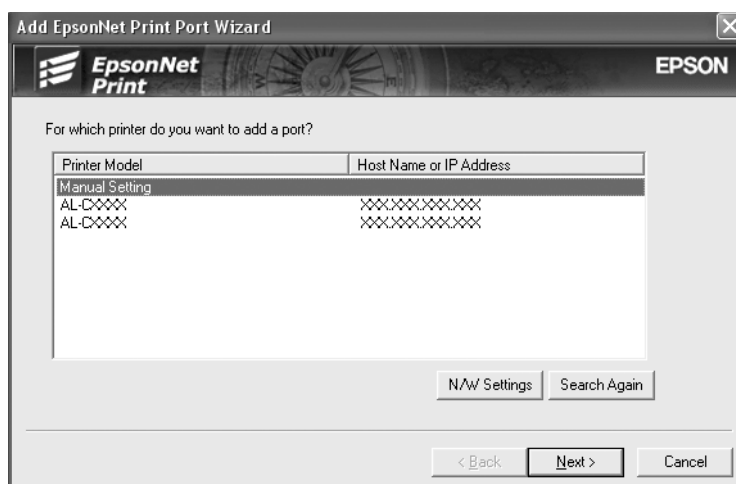 Add EpsonNet Print Port Wizard
EpsonNet
Print
EPSON
For which printer do you want to add a port?
Printer Model Host Name or IP Address
Manual Setting
AL-CXXXX XXX.XXX.XXX.XXX
AL-CXXXX XXX.XXX.XXX.XXX
N/W Settings Search Again
< Back Next > Cancel